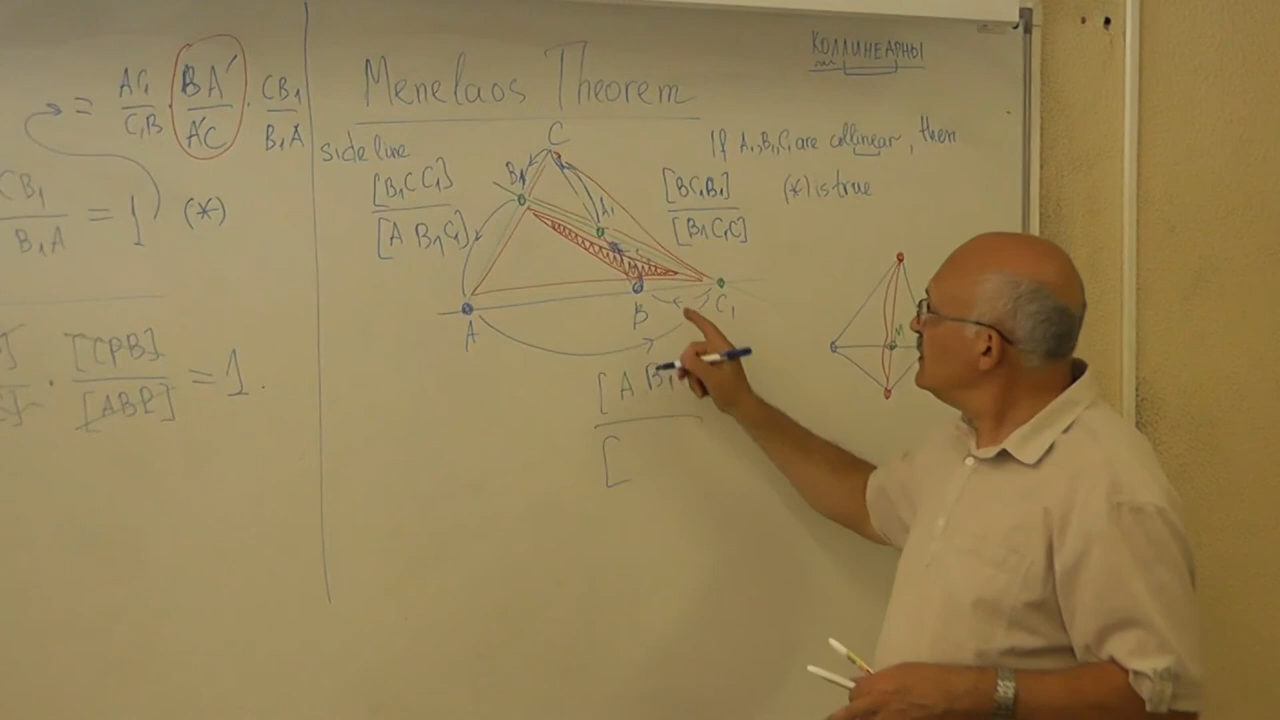 = AC₁/C₁B · BA′/A′C · CB₁/B₁A
CB₁/B₁A = 1 (*)
· [CPB]/[ABP] = 1.
Menelaos Theorem
КОЛЛИНЕАРНЫ
side line
If A₁,B₁,C₁ are collinear, then
(*) is true
[B₁CC₁]/[AB₁C₁]
[BC₁B₁]/[B₁C₁C]
C
B₁
A₁
A
B
C₁
[AB₁
[
M